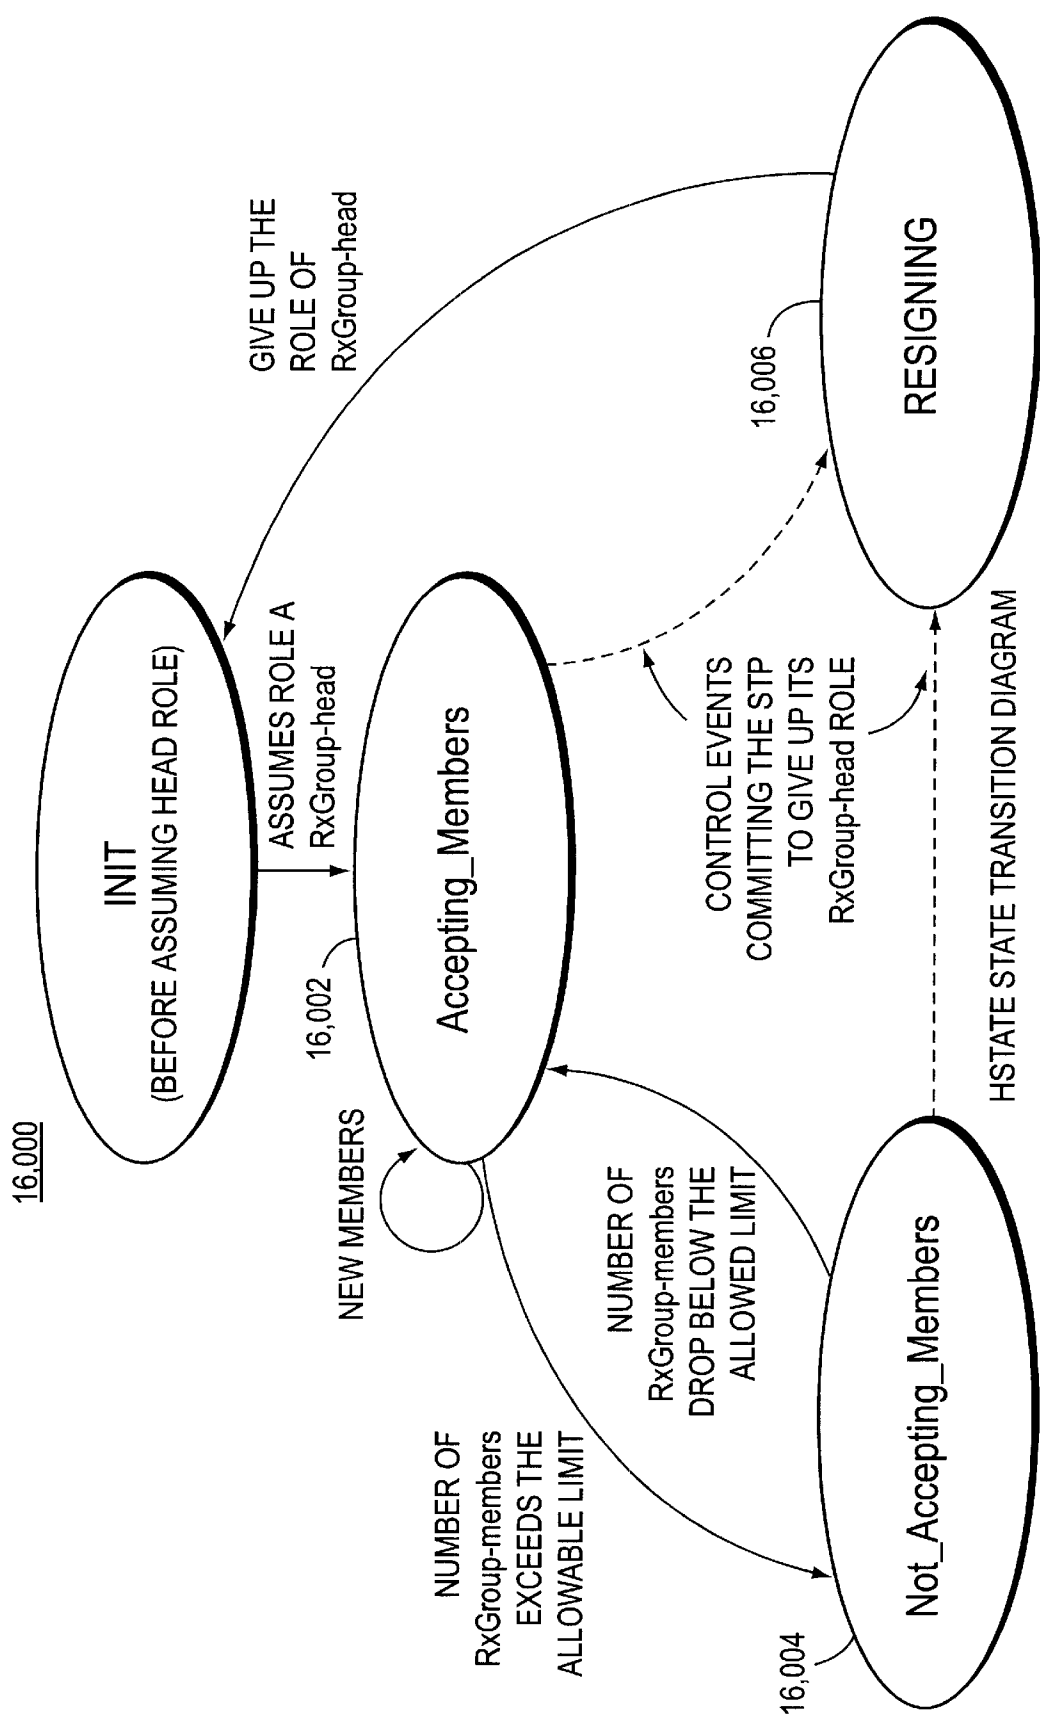 16,000
INIT
(BEFORE ASSUMING HEAD ROLE)
ASSUMES ROLE A
RxGroup-head
GIVE UP THE
ROLE OF
RxGroup-head
16,002
Accepting_Members
NEW MEMBERS
NUMBER OF
RxGroup-members
EXCEEDS THE
ALLOWABLE LIMIT
NUMBER OF
RxGroup-members
DROP BELOW THE
ALLOWED LIMIT
CONTROL EVENTS
COMMITTING THE STP
TO GIVE UP ITS
RxGroup-head ROLE
16,006
RESIGNING
16,004
Not_Accepting_Members
HSTATE STATE TRANSITION DIAGRAM